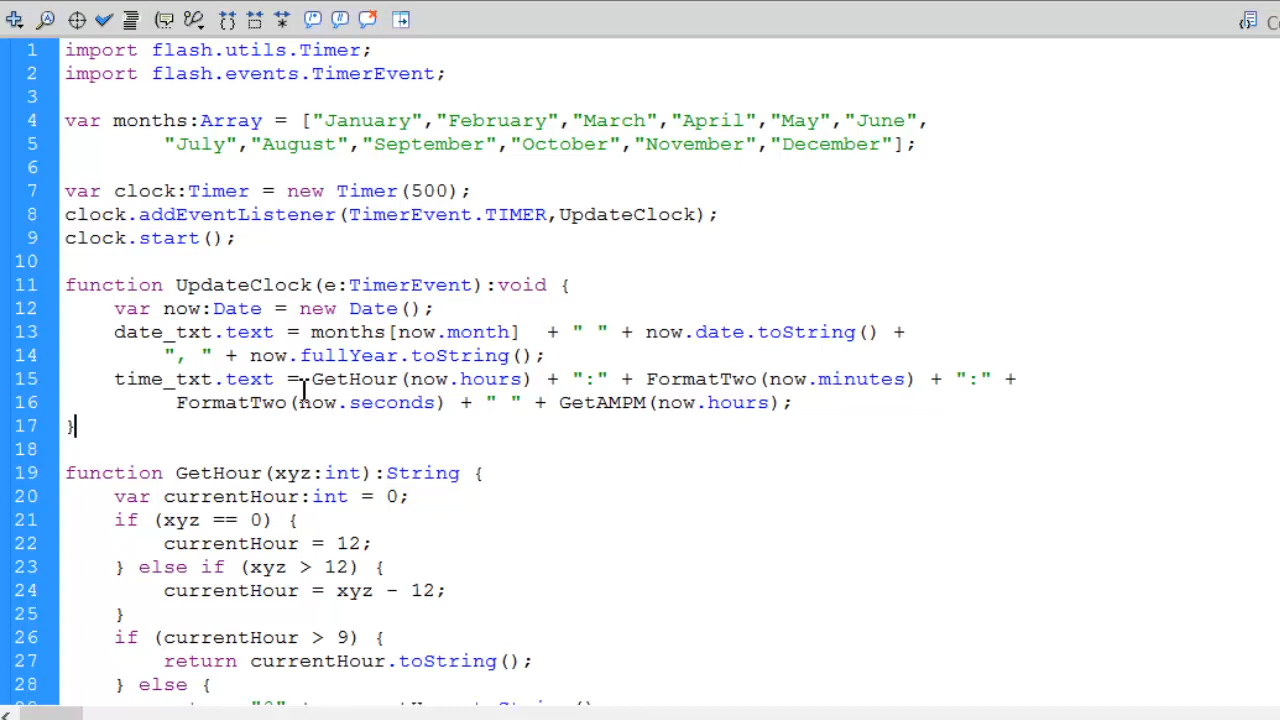 1 import flash.utils.Timer;
2 import flash.events.TimerEvent;
3
4 var months:Array = ["January","February","March","April","May","June",
5 "July","August","September","October","November","December"];
6
7 var clock:Timer = new Timer(500);
8 clock.addEventListener(TimerEvent.TIMER,UpdateClock);
9 clock.start();
10
11 function UpdateClock(e:TimerEvent):void {
12 var now:Date = new Date();
13 date_txt.text = months[now.month]  + " " + now.date.toString() +
14 ", " + now.fullYear.toString();
15 time_txt.text = GetHour(now.hours) + ":" + FormatTwo(now.minutes) + ":" +
16 FormatTwo(now.seconds) + " " + GetAMPM(now.hours);
17 }
18
19 function GetHour(xyz:int):String {
20 var currentHour:int = 0;
21 if (xyz == 0) {
22 currentHour = 12;
23 } else if (xyz > 12) {
24 currentHour = xyz - 12;
25 }
26 if (currentHour > 9) {
27 return currentHour.toString();
28 } else {